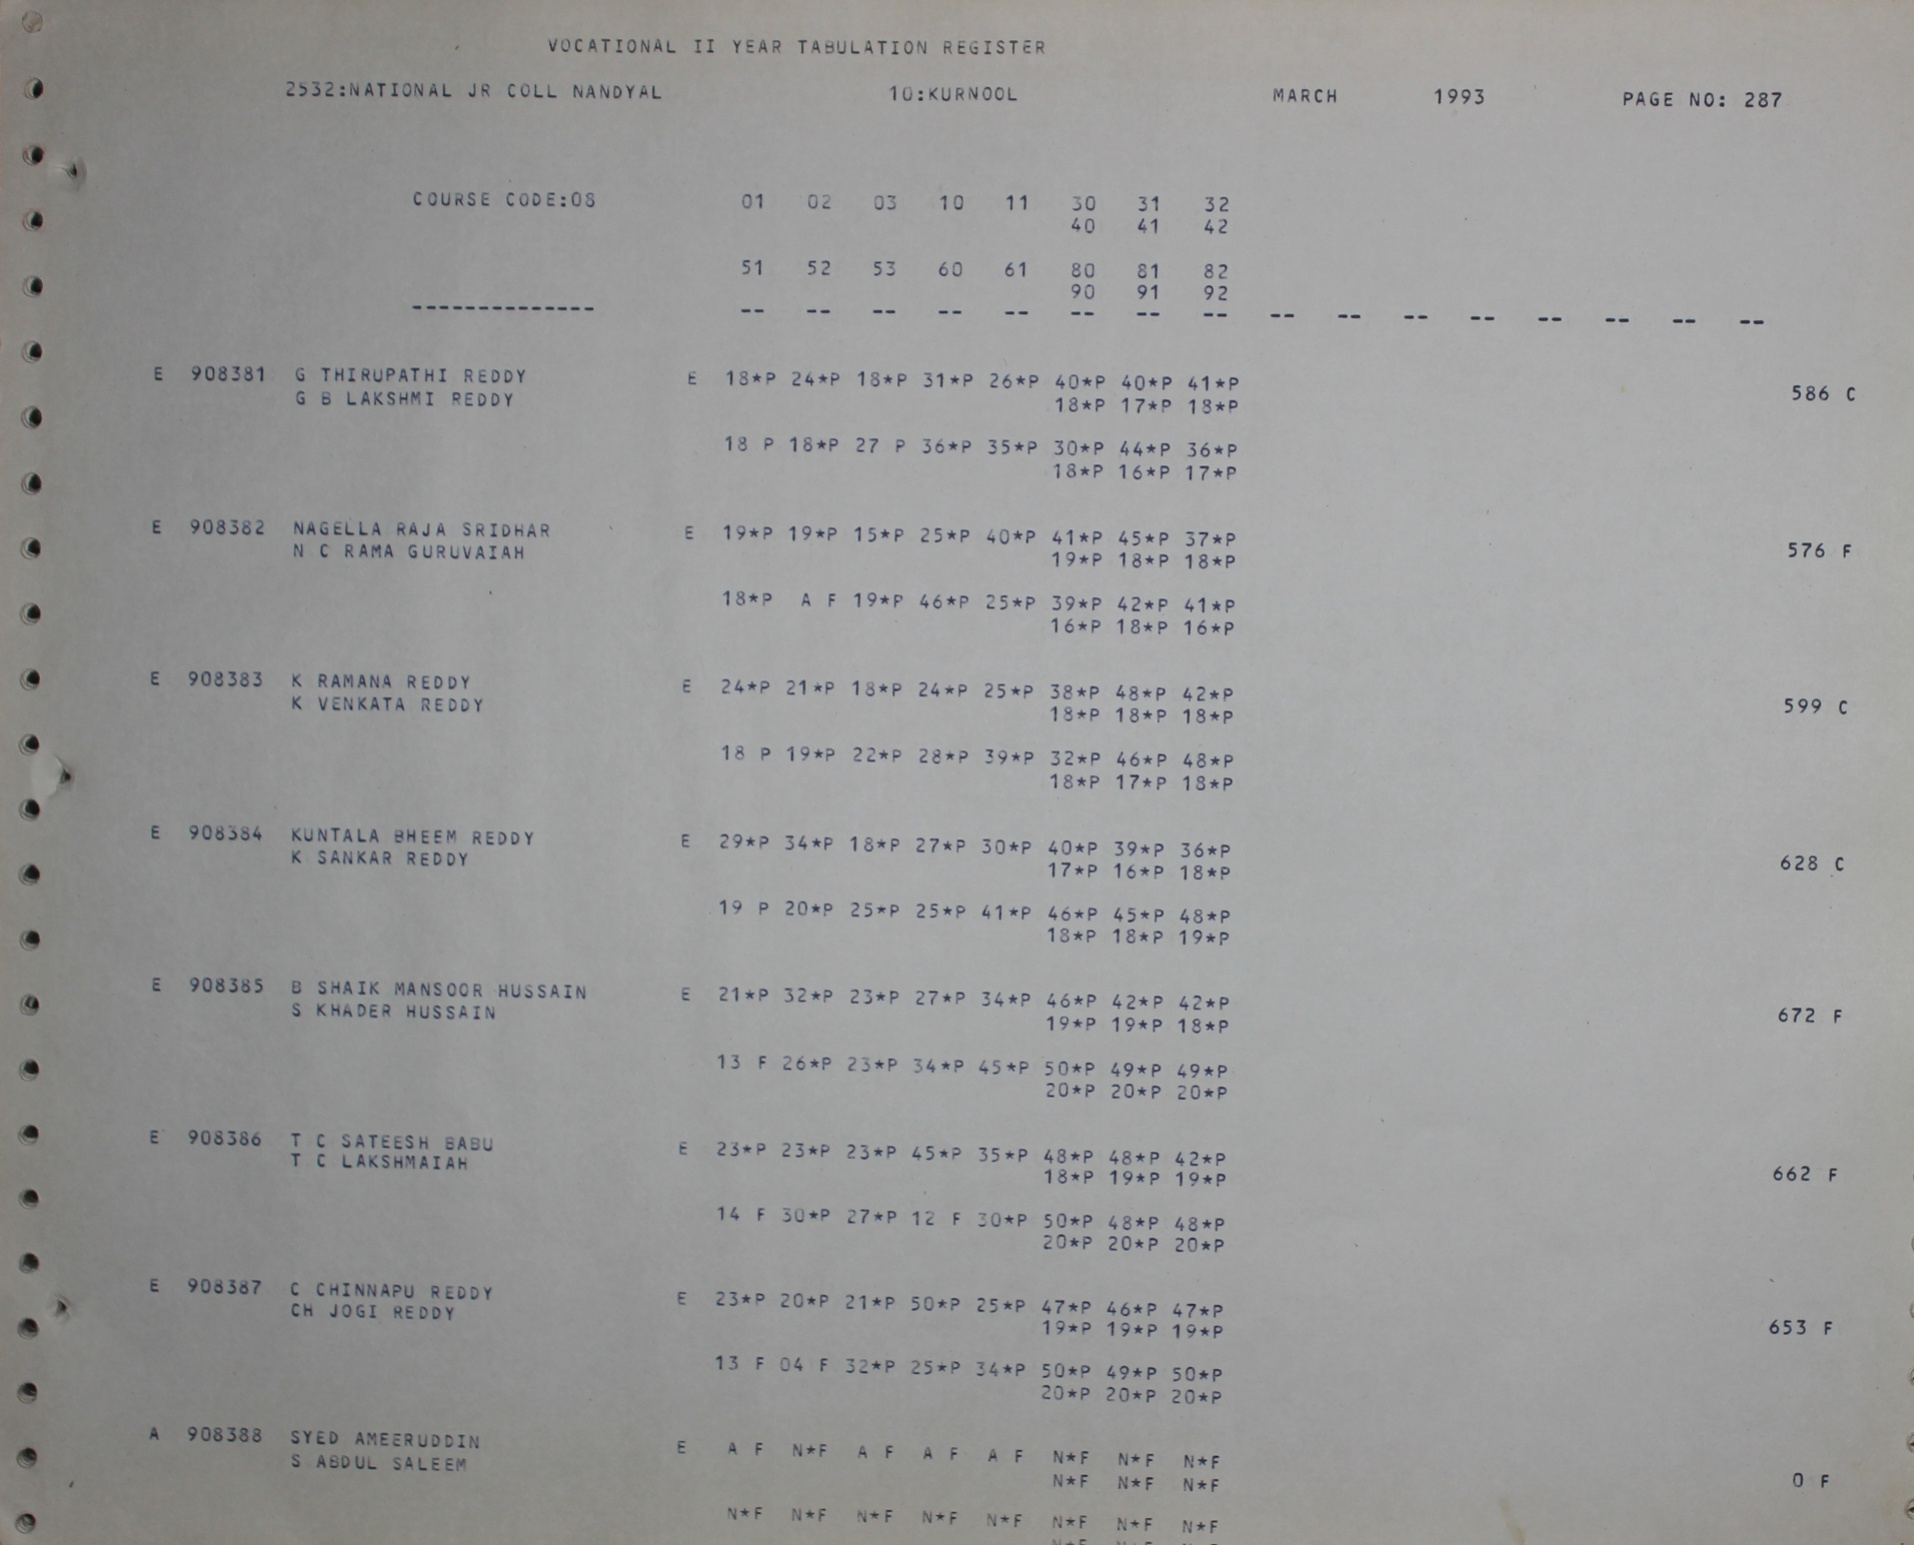 VOCATIONAL II YEAR TABULATION REGISTER
2532:NATIONAL JR COLL NANDYAL 10:KURNOOL MARCH 1993 PAGE NO: 287
COURSE CODE:08 01 02 03 10 11 30 31 32
40 41 42
51 52 53 60 61 80 81 82
90 91 92
-------------- -- -- -- -- -- -- -- -- -- -- -- -- -- -- -- --
E 908381 G THIRUPATHI REDDY E 18*P 24*P 18*P 31*P 26*P 40*P 40*P 41*P
G B LAKSHMI REDDY 18*P 17*P 18*P 586 C
18 P 18*P 27 P 36*P 35*P 30*P 44*P 36*P
18*P 16*P 17*P
E 908382 NAGELLA RAJA SRIDHAR E 19*P 19*P 15*P 25*P 40*P 41*P 45*P 37*P
N C RAMA GURUVAIAH 19*P 18*P 18*P 576 F
18*P A F 19*P 46*P 25*P 39*P 42*P 41*P
16*P 18*P 16*P
E 908383 K RAMANA REDDY E 24*P 21*P 18*P 24*P 25*P 38*P 48*P 42*P
K VENKATA REDDY 18*P 18*P 18*P 599 C
18 P 19*P 22*P 28*P 39*P 32*P 46*P 48*P
18*P 17*P 18*P
E 908384 KUNTALA BHEEM REDDY E 29*P 34*P 18*P 27*P 30*P 40*P 39*P 36*P
K SANKAR REDDY 17*P 16*P 18*P 628 C
19 P 20*P 25*P 25*P 41*P 46*P 45*P 48*P
18*P 18*P 19*P
E 908385 B SHAIK MANSOOR HUSSAIN E 21*P 32*P 23*P 27*P 34*P 46*P 42*P 42*P
S KHADER HUSSAIN 19*P 19*P 18*P 672 F
13 F 26*P 23*P 34*P 45*P 50*P 49*P 49*P
20*P 20*P 20*P
E 908386 T C SATEESH BABU E 23*P 23*P 23*P 45*P 35*P 48*P 48*P 42*P
T C LAKSHMAIAH 18*P 19*P 19*P 662 F
14 F 30*P 27*P 12 F 30*P 50*P 48*P 48*P
20*P 20*P 20*P
E 908387 C CHINNAPU REDDY E 23*P 20*P 21*P 50*P 25*P 47*P 46*P 47*P
CH JOGI REDDY 19*P 19*P 19*P 653 F
13 F 04 F 32*P 25*P 34*P 50*P 49*P 50*P
20*P 20*P 20*P
A 908388 SYED AMEERUDDIN E A F N*F A F A F A F N*F N*F N*F
S ABDUL SALEEM N*F N*F N*F 0 F
N*F N*F N*F N*F N*F N*F N*F N*F